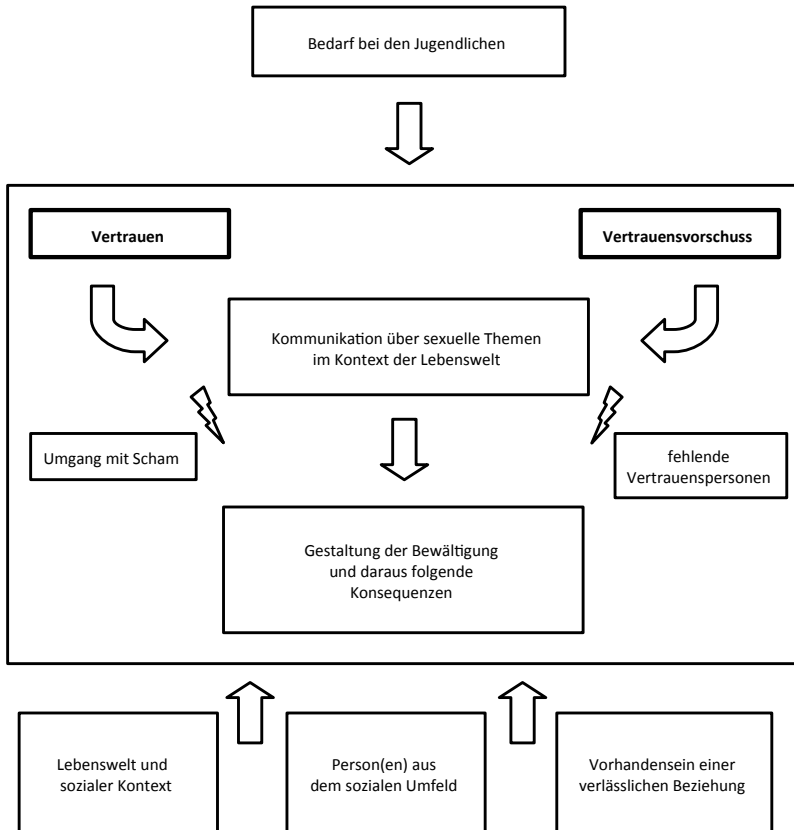 Bedarf bei den Jugendlichen
Vertrauen
Vertrauensvorschuss
Kommunikation über sexuelle Themen
im Kontext der Lebenswelt
Umgang mit Scham
fehlende
Vertrauenspersonen
Gestaltung der Bewältigung
und daraus folgende
Konsequenzen
Lebenswelt und
sozialer Kontext
Person(en) aus
dem sozialen Umfeld
Vorhandensein einer
verlässlichen Beziehung